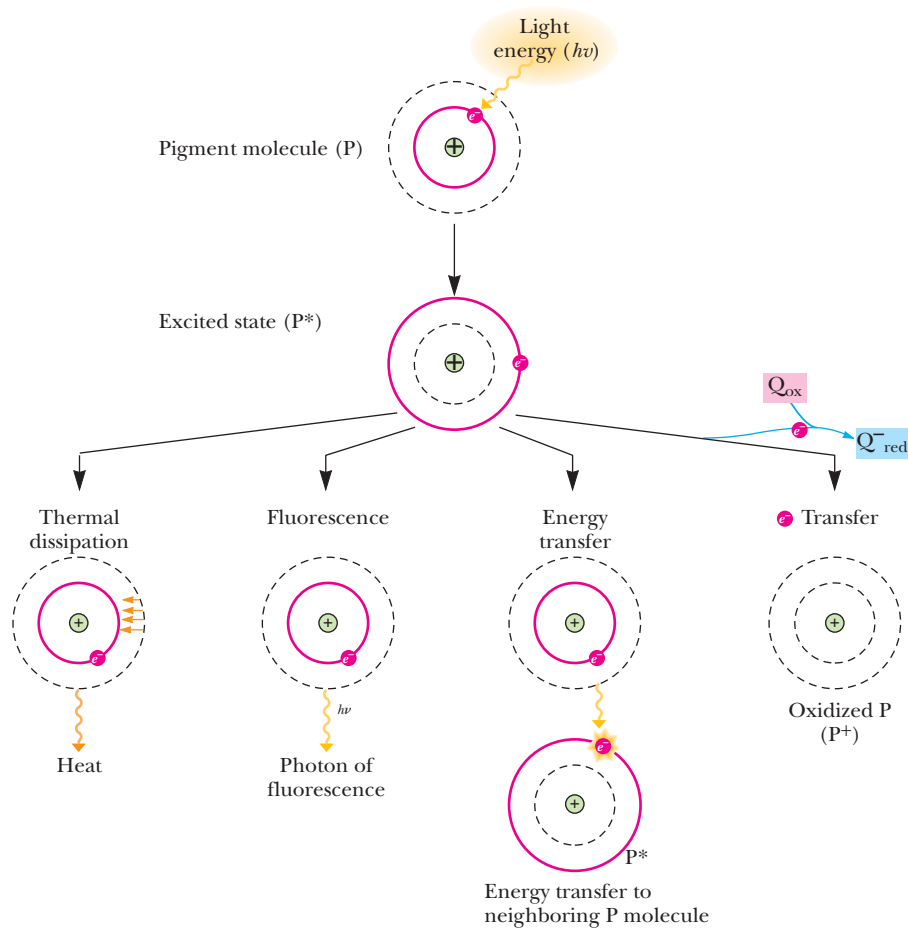 Light
energy (hν)
e–
Pigment molecule (P)
+
Excited state (P*)
+
e–
Qox
e–
Q–red
Thermal
dissipation
Fluorescence
Energy
transfer
e– Transfer
+
e–
+
e–
+
e–
+
hν
Heat
Photon of
fluorescence
Oxidized P
(P+)
e–
+
P*
Energy transfer to
neighboring P molecule